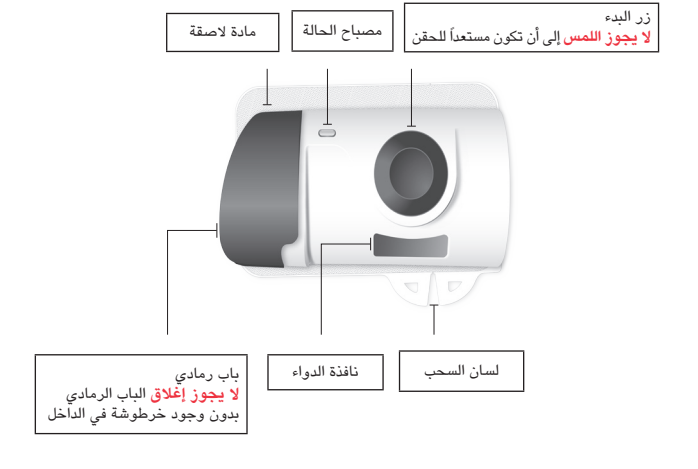 زر البدء
لا يجوز اللمس إلى أن تكون مستعداً للحقن
مصباح الحالة
مادة لاصقة
لسان السحب
نافذة الدواء
باب رمادي
لا يجوز إغلاق الباب الرمادي
بدون وجود خرطوشة في الداخل